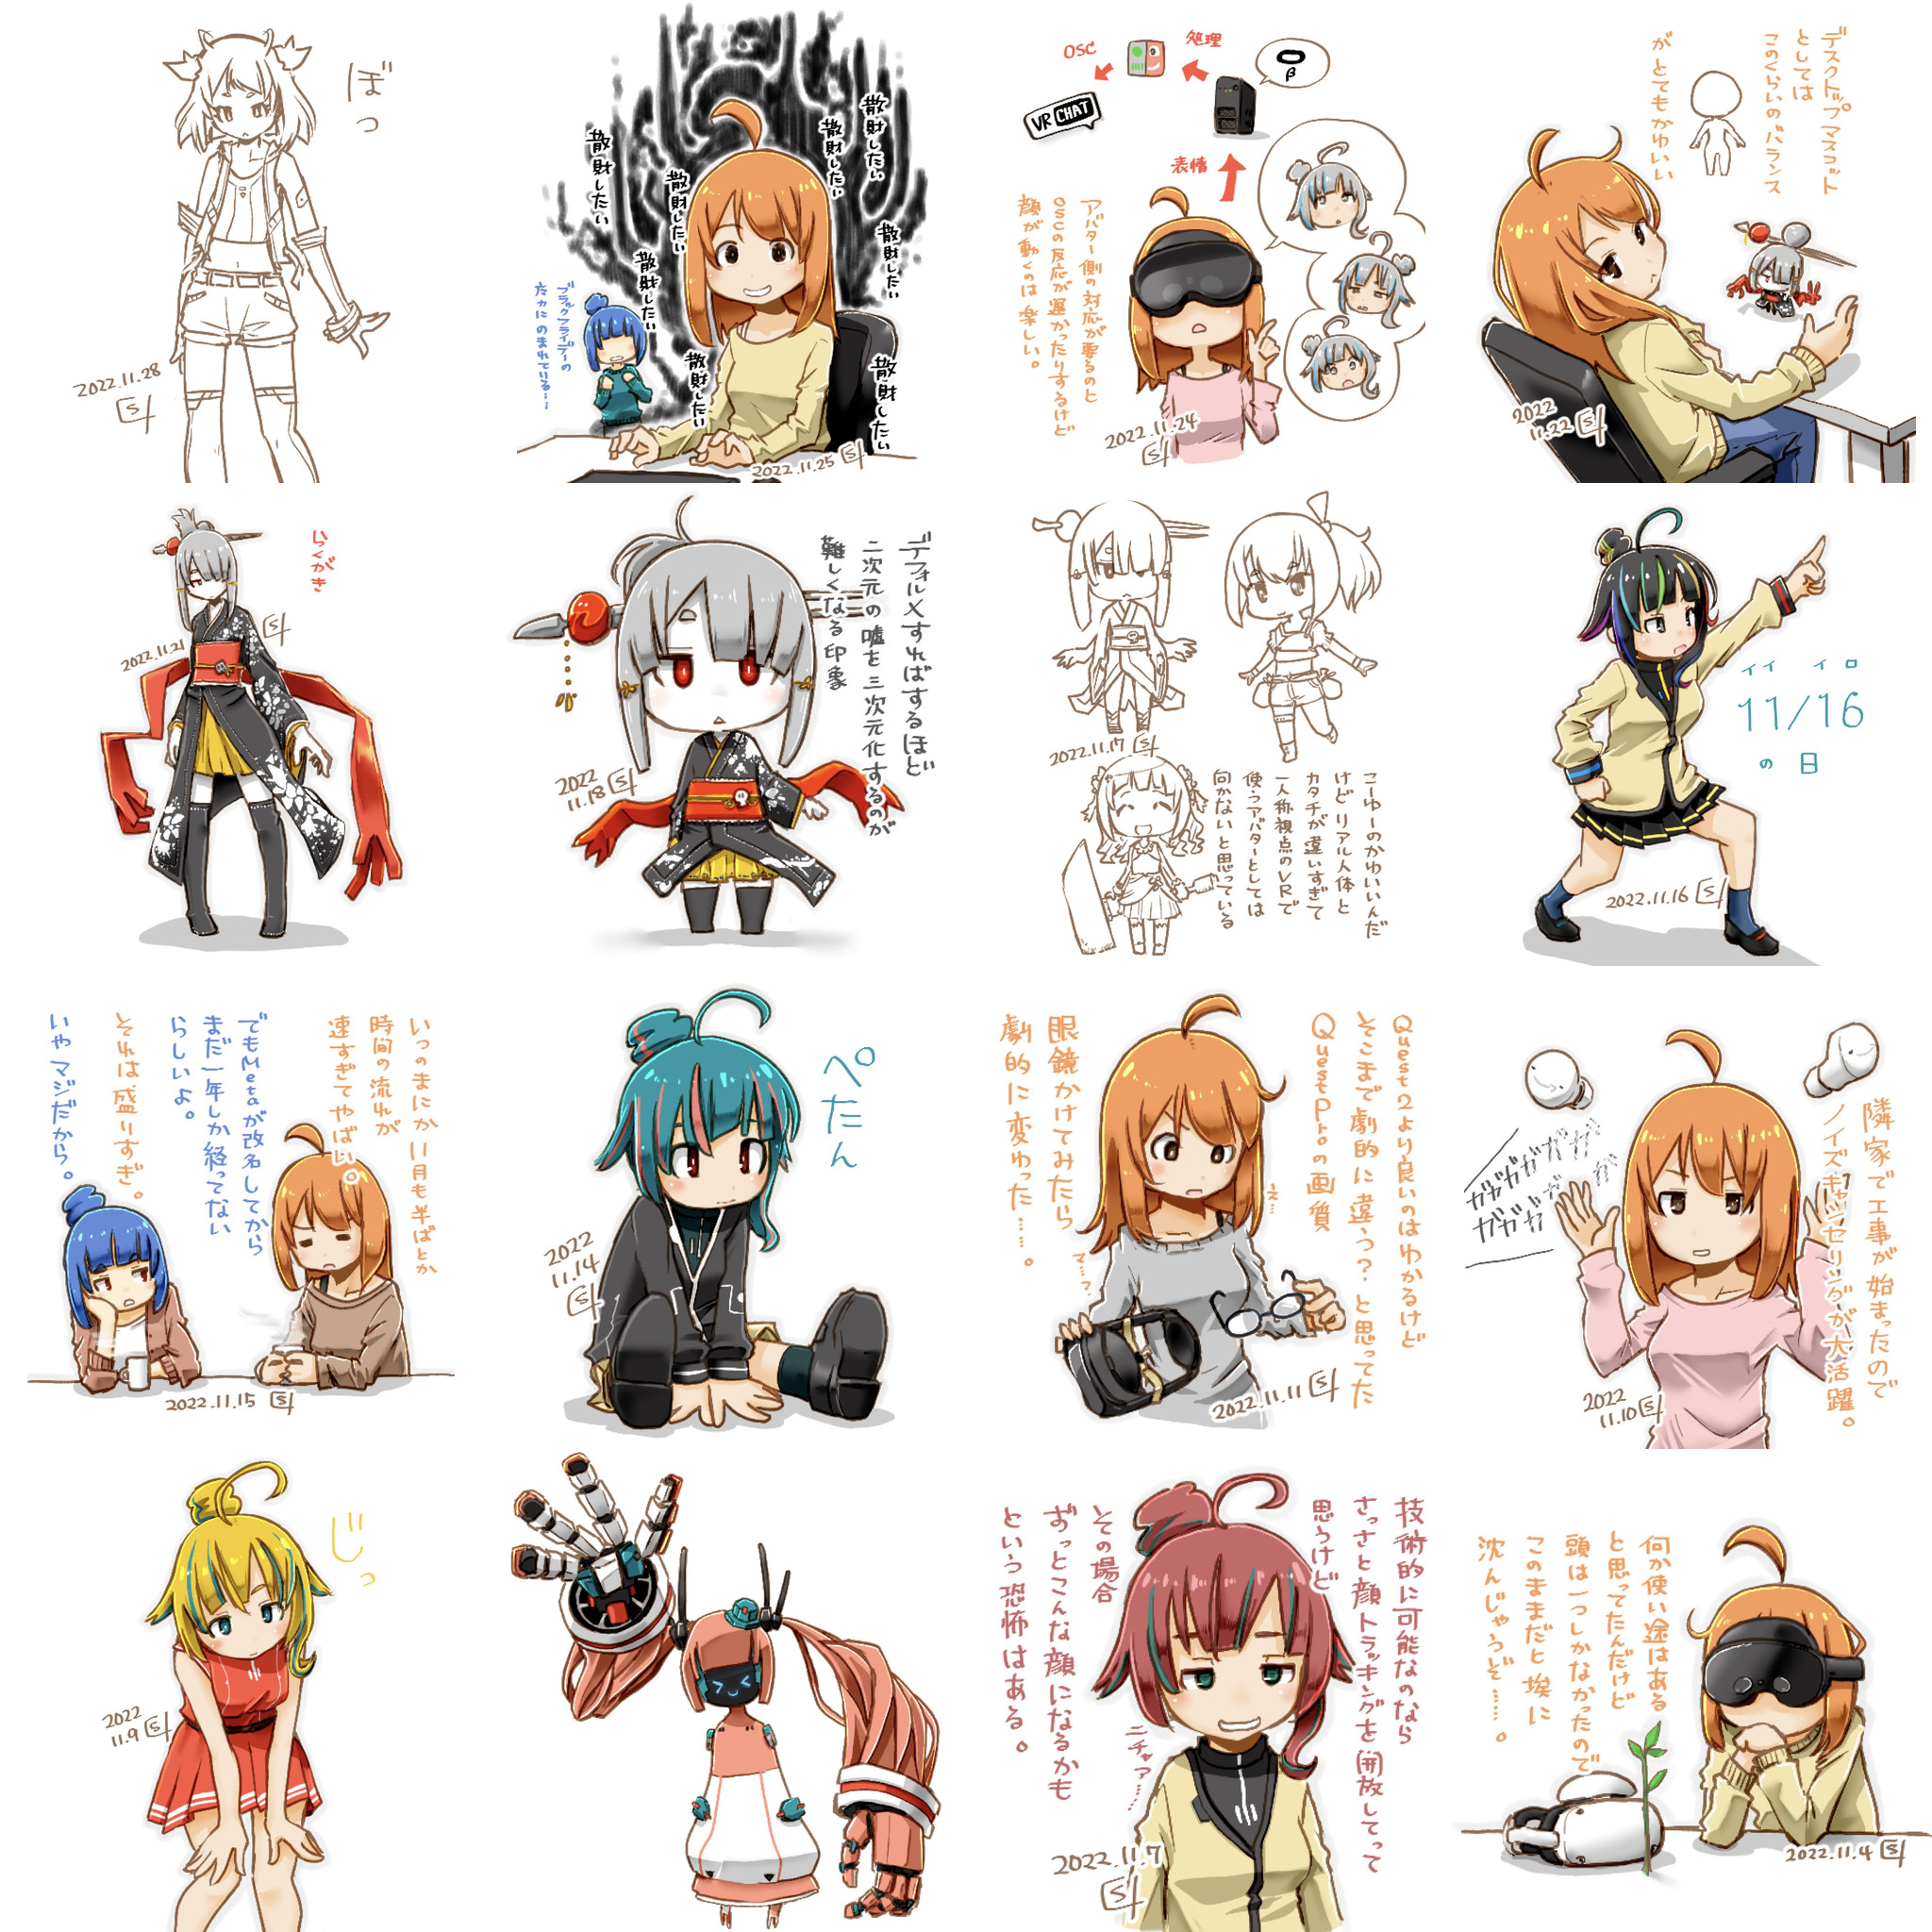 ぼっ
2022.11.28
散財したい
散財したい
散財したい
散財したい
散財したい
散財したい
散財したい
散財したい
ブラックフライデーの
カオスにのまれている…
2022.11.25
OSC
処理
β
VRCHAT
表情
アバター側の対応が要るのと
OSCの反応が遅かったりするけど
顔が動くのは楽しい。
2022.11.24
デスクトップマスコット
としては
このくらいのバランス
がとてもかわいい
2022
11.22
らくがき
2022.11.21
デフォルメすればするほど
二次元の嘘を三次元化するのが
難しくなる印象
2022
11.18
2022.11.17
こーゆーのかわいいんだ
けどリアル人体と
カタチが違いすぎて
一人称視点のVRで
使うアバターとしては
向かないと思っている
イイ イロ
11/16
の日
2022.11.16
いつのまにか11月も半ばとか
時間の流れが
速すぎてやばい。
でもMetaが改名してから
まだ一年しか経ってない
らしいよ。
それは盛りすぎ。
いやマジだから。
2022.11.15
ぺたん
2022
11.14
Quest2より良いのはわかるけど
そこまで劇的に違う?と思ってた
QuestProの画質
眼鏡かけてみたら
劇的に変わった……。
え…
マ…?
2022.11.11
隣家で工事が始まったので
ノイズキャンセリングが大活躍。
ガガガガガガガ
ガガガガガ
2022
11.10
じっ
2022
11.9
技術的に可能なのなら
さっさと顔トラッキングを開放してって
思うけど
その場合
ずっとこんな顔になるかも
という恐怖はある。
ニチャァ……
2022.11.7
何か使い途はある
と思ってたんだけど
頭は一つしかなかったので
このままだと埃に
沈んじゃうぞ……。
2022.11.4